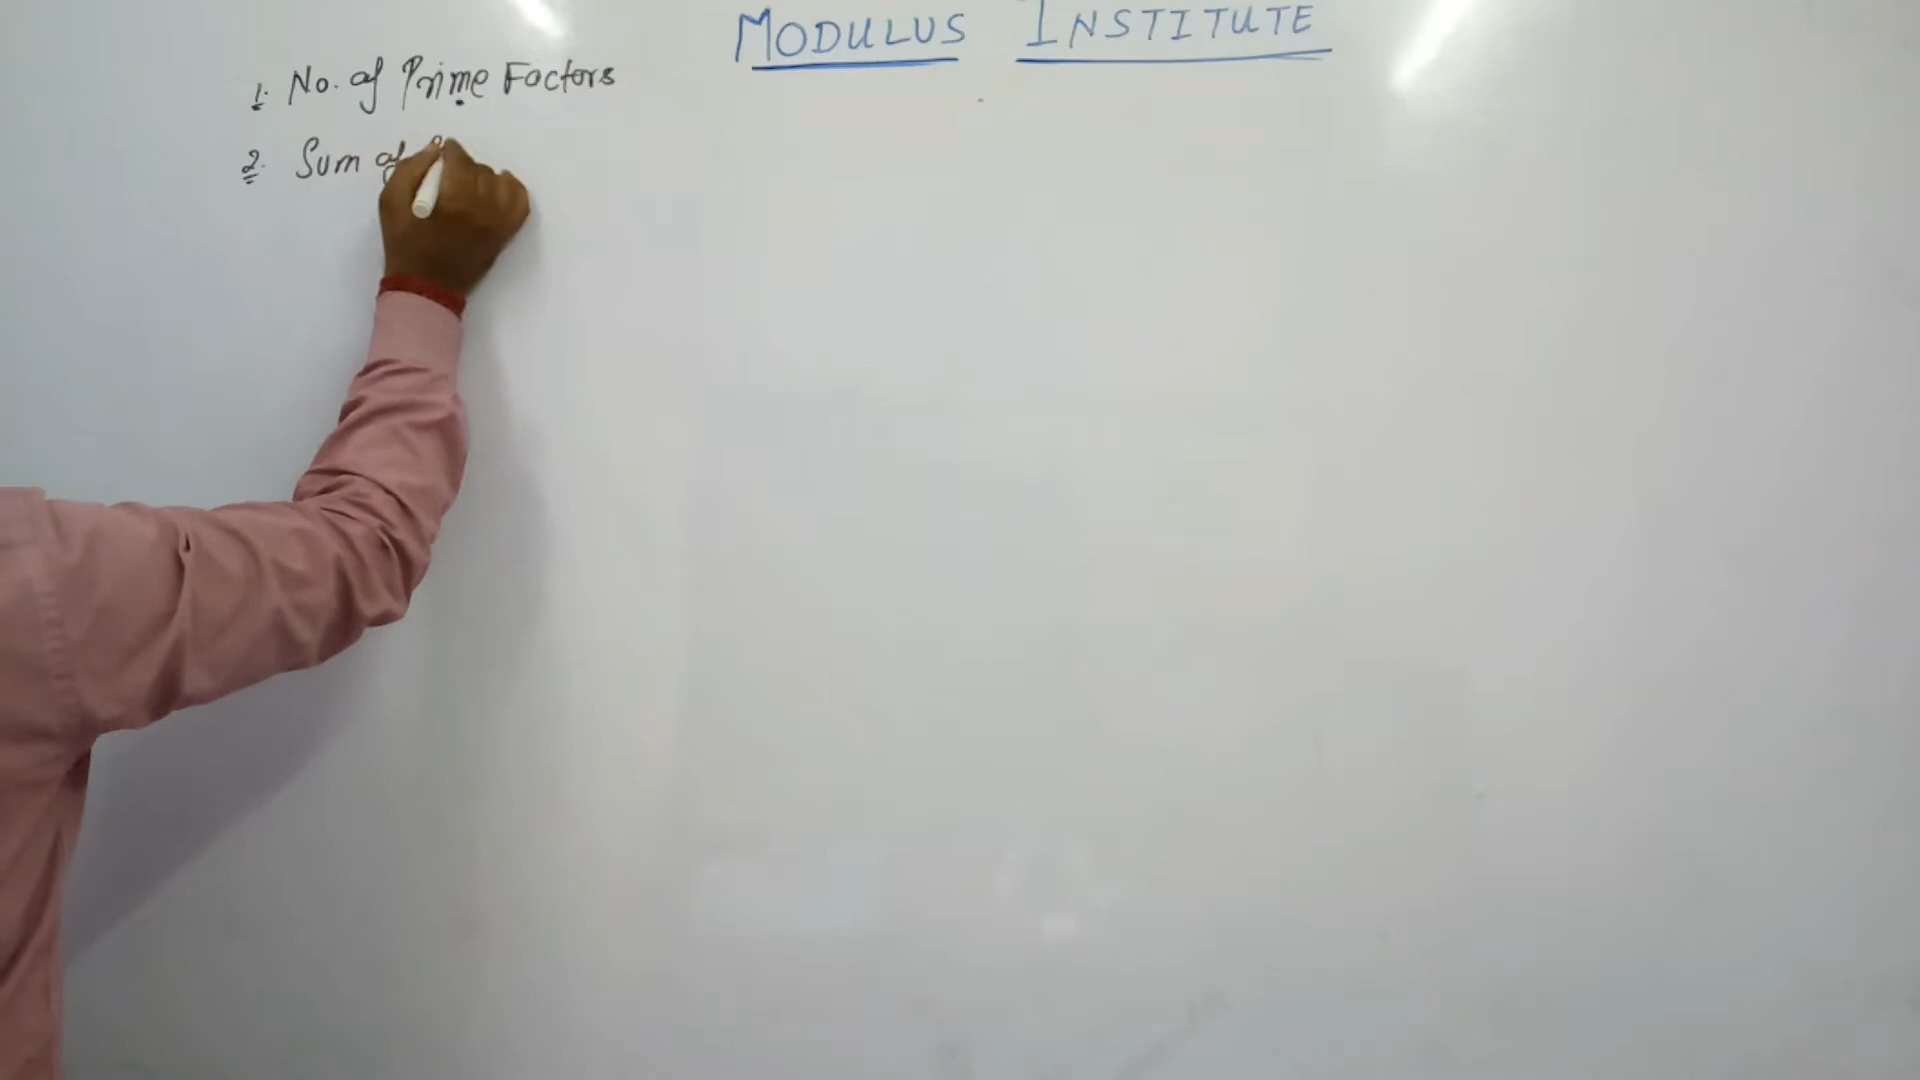 MODULUS INSTITUTE
1. No. of Prime Factors
2. Sum of